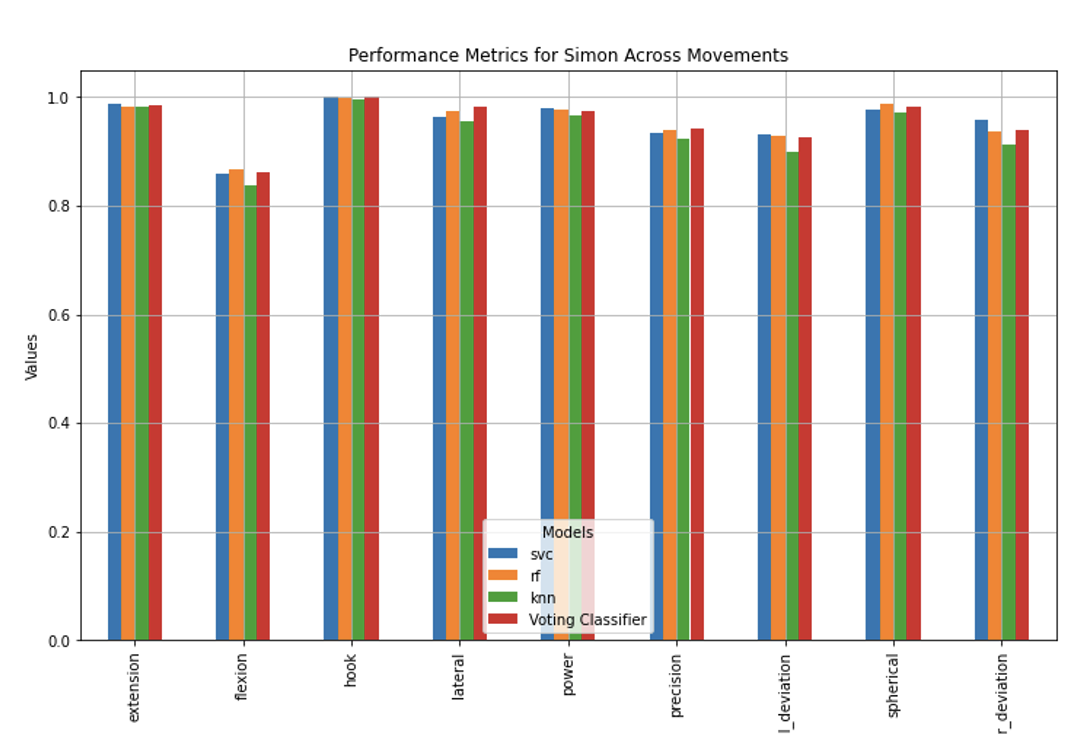 Performance Metrics for Simon Across Movements
1.0
0.8
0.6
0.4
0.2
0.0
Values
Models
svc
rf
knn
Voting Classifier
extension
flexion
hook
lateral
power
precision
l_deviation
spherical
r_deviation